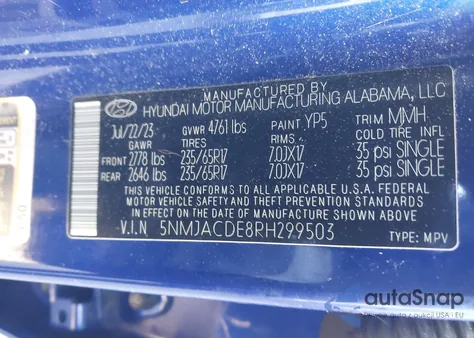 MANUFACTURED BY
HYUNDAI MOTOR MANUFACTURING ALABAMA, LLC
Jul/22/23 GVWR 4761 lbs PAINT YP5 TRIM MMH
GAWR TIRES RIMS COLD TIRE INFL
FRONT 2778 lbs 235/65R17 7.0JX17 35 psi SINGLE
REAR 2646 lbs 235/65R17 7.0JX17 35 psi SINGLE
THIS VEHICLE CONFORMS TO ALL APPLICABLE U.S.A. FEDERAL
MOTOR VEHICLE SAFETY AND THEFT PREVENTION STANDARDS
IN EFFECT ON THE DATE OF MANUFACTURE SHOWN ABOVE.
V.I.N 5NMJACDE8RH299503 TYPE: MPV
autoSnap